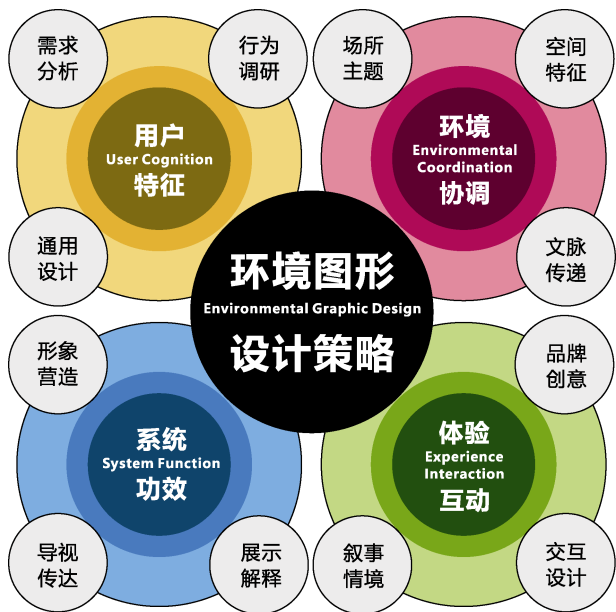 需求
分析
行为
调研
用户
User Cognition
特征
通用
设计
场所
主题
空间
特征
环境
Environmental
Coordination
协调
文脉
传递
环境图形
Environmental Graphic Design
设计策略
形象
营造
系统
System Function
功效
导视
传达
展示
解释
品牌
创意
体验
Experience
Interaction
互动
叙事
情境
交互
设计